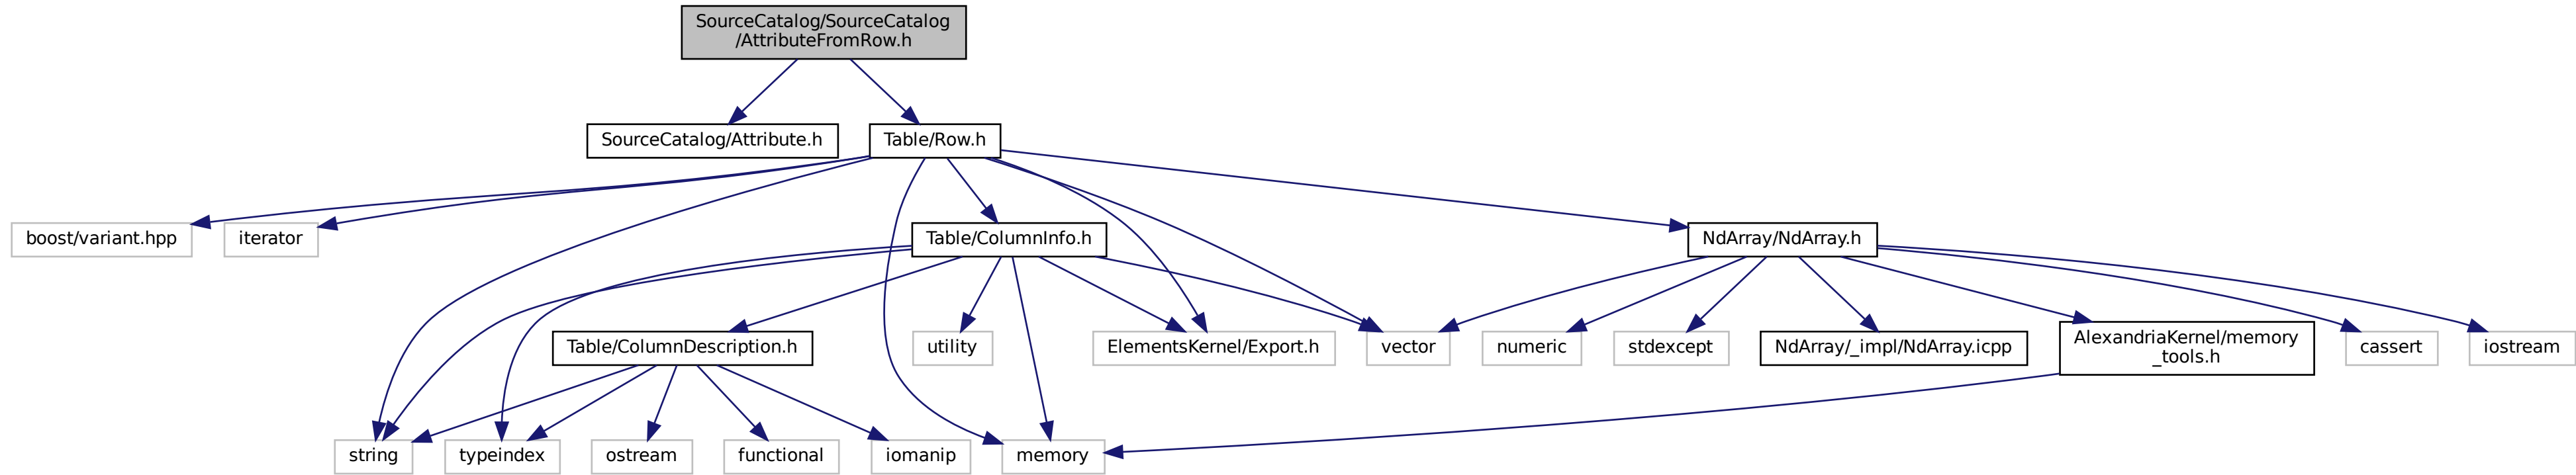 SourceCatalog/SourceCatalog
/AttributeFromRow.h
SourceCatalog/Attribute.h
Table/Row.h
boost/variant.hpp
iterator
Table/ColumnInfo.h
NdArray/NdArray.h
Table/ColumnDescription.h
utility
ElementsKernel/Export.h
vector
numeric
stdexcept
NdArray/_impl/NdArray.icpp
AlexandriaKernel/memory
_tools.h
cassert
iostream
string
typeindex
ostream
functional
iomanip
memory